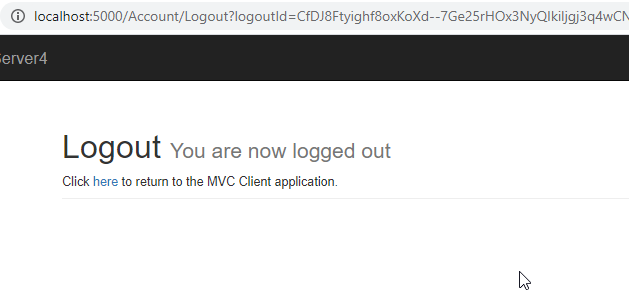 localhost:5000/Account/Logout?logoutId=CfDJ8Ftyighf8oxKoXd--7Ge25rHOx3NyQIkiljgj3q4wCN
Server4
Logout You are now logged out
Click here to return to the MVC Client application.